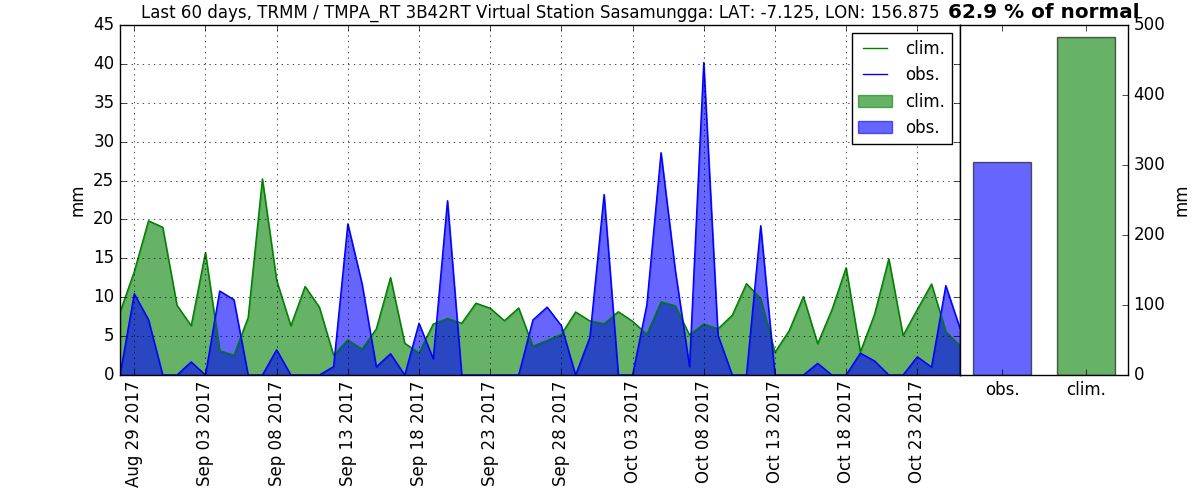 Last 60 days, TRMM / TMPA_RT 3B42RT Virtual Station Sasamungga: LAT: -7.125, LON: 156.875
62.9 % of normal
mm
45
40
35
30
25
20
15
10
5
0
clim.
obs.
clim.
obs.
Aug 29 2017
Sep 03 2017
Sep 08 2017
Sep 13 2017
Sep 18 2017
Sep 23 2017
Sep 28 2017
Oct 03 2017
Oct 08 2017
Oct 13 2017
Oct 18 2017
Oct 23 2017
500
400
300
200
100
0
mm
obs.
clim.